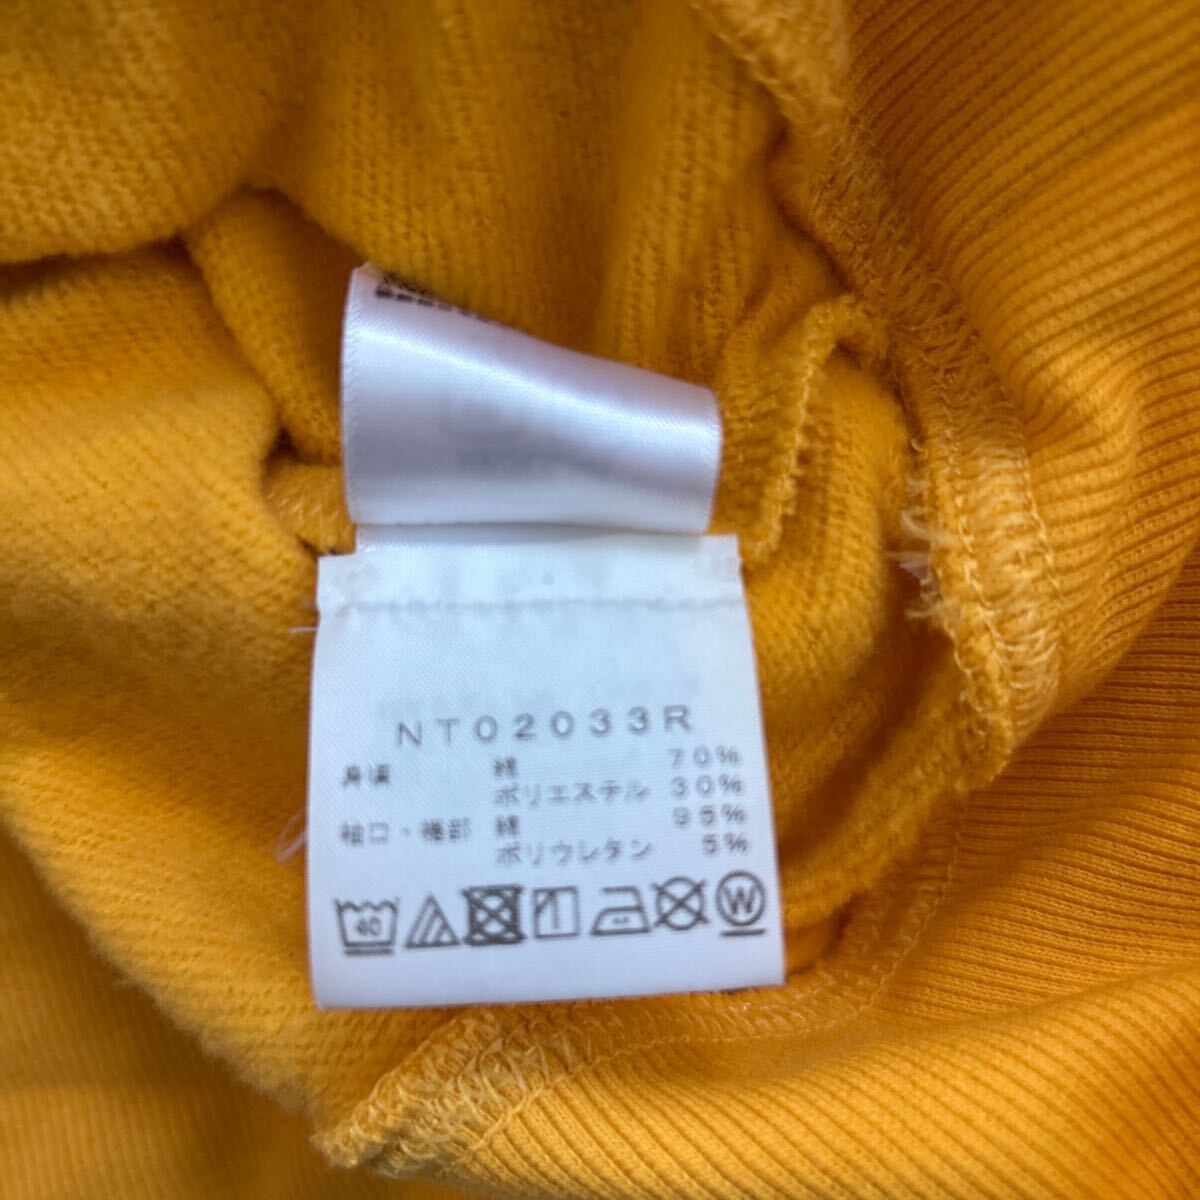 NT02033R
身頃 綿 70%
ポリエステル 30%
袖口・裾部 綿 95%
ポリウレタン 5%
40 W